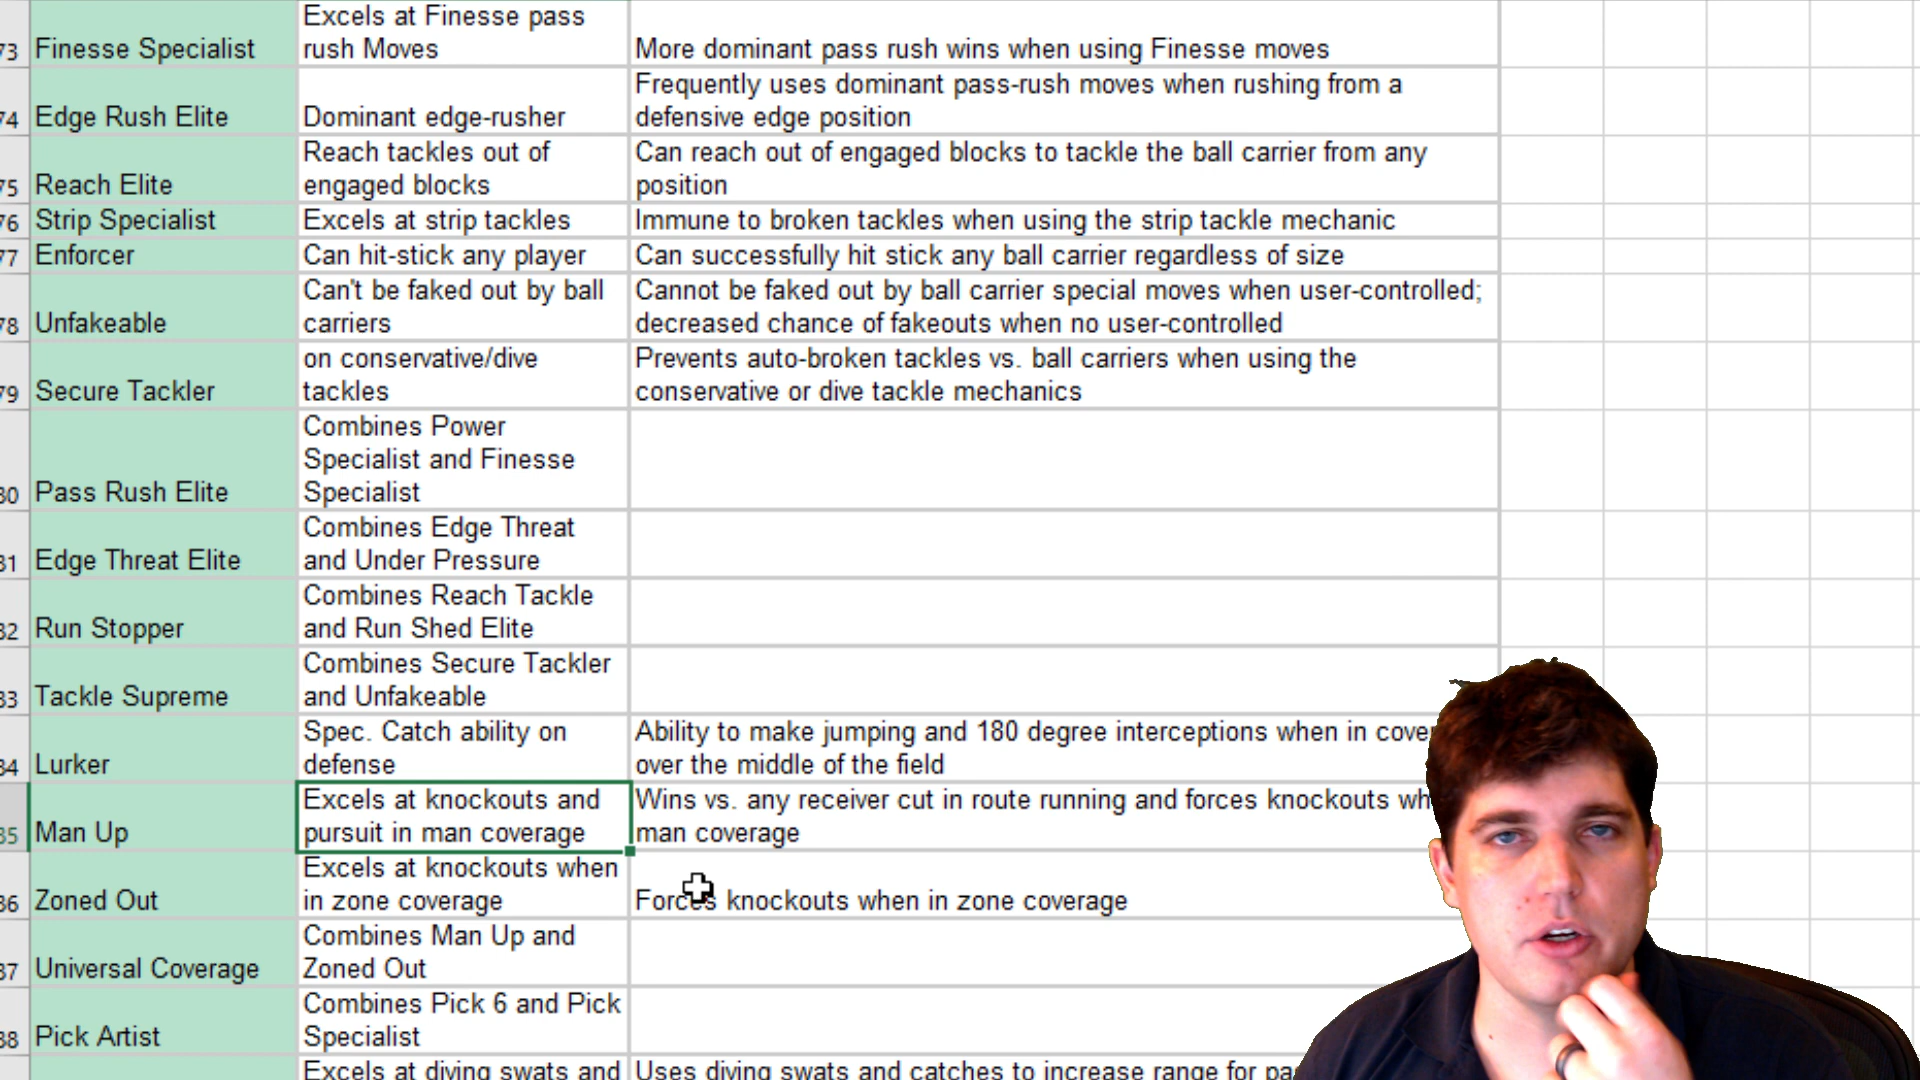 Excels at Finesse pass
rush Moves
73 Finesse Specialist
More dominant pass rush wins when using Finesse moves
74 Edge Rush Elite
Dominant edge-rusher
Frequently uses dominant pass-rush moves when rushing from a
defensive edge position
75 Reach Elite
Reach tackles out of
engaged blocks
Can reach out of engaged blocks to tackle the ball carrier from any
position
76 Strip Specialist
Excels at strip tackles
Immune to broken tackles when using the strip tackle mechanic
77 Enforcer
Can hit-stick any player
Can successfully hit stick any ball carrier regardless of size
78 Unfakeable
Can't be faked out by ball
carriers
Cannot be faked out by ball carrier special moves when user-controlled;
decreased chance of fakeouts when no user-controlled
79 Secure Tackler
on conservative/dive
tackles
Prevents auto-broken tackles vs. ball carriers when using the
conservative or dive tackle mechanics
80 Pass Rush Elite
Combines Power
Specialist and Finesse
Specialist
81 Edge Threat Elite
Combines Edge Threat
and Under Pressure
82 Run Stopper
Combines Reach Tackle
and Run Shed Elite
83 Tackle Supreme
Combines Secure Tackler
and Unfakeable
84 Lurker
Spec. Catch ability on
defense
Ability to make jumping and 180 degree interceptions when in cove
over the middle of the field
85 Man Up
Excels at knockouts and
pursuit in man coverage
Wins vs. any receiver cut in route running and forces knockouts wh
man coverage
86 Zoned Out
Excels at knockouts when
in zone coverage
Forces knockouts when in zone coverage
87 Universal Coverage
Combines Man Up and
Zoned Out
88 Pick Artist
Combines Pick 6 and Pick
Specialist
Excels at diving swats and
Uses diving swats and catches to increase range for pa